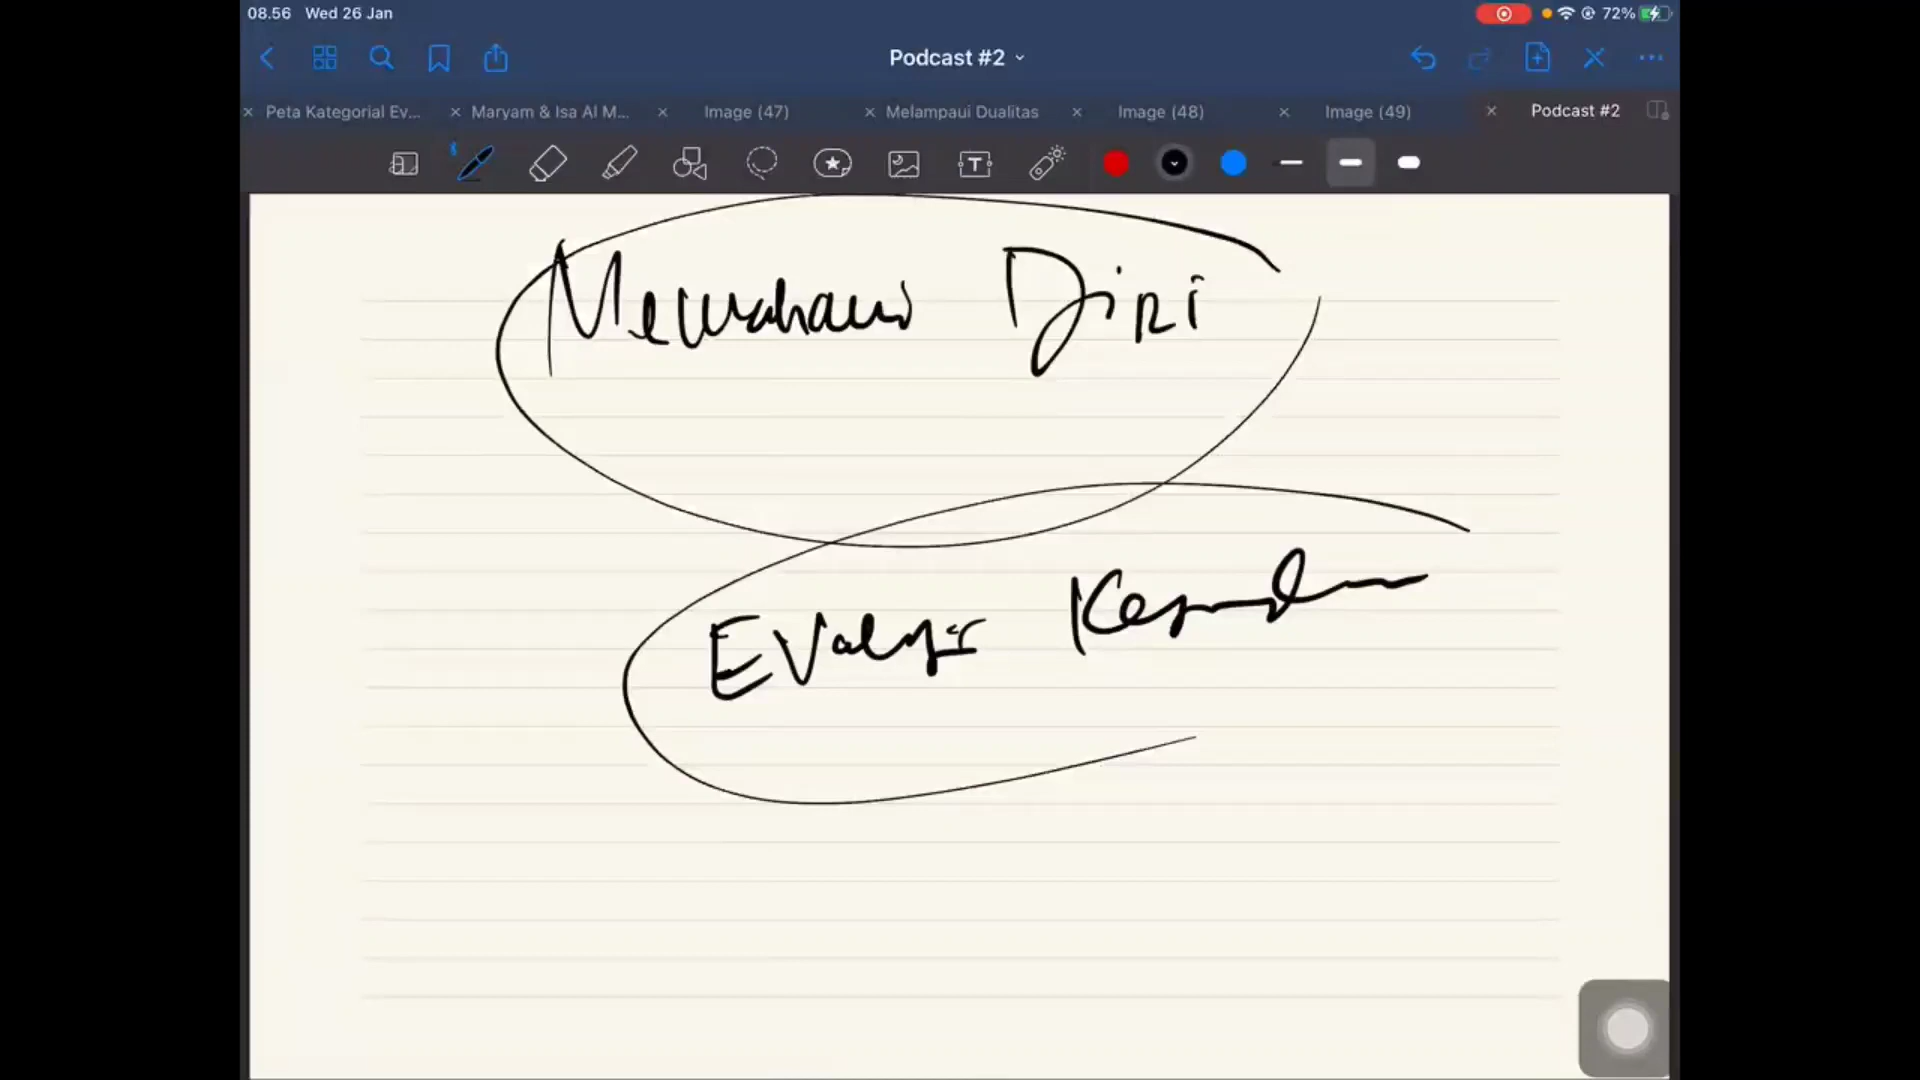 08.56 Wed 26 Jan 72%
Podcast #2
Peta Kategorial Ev... Maryam & Isa Al M... Image (47) Melampaui Dualitas Image (48) Image (49) Podcast #2
Memahami Diri